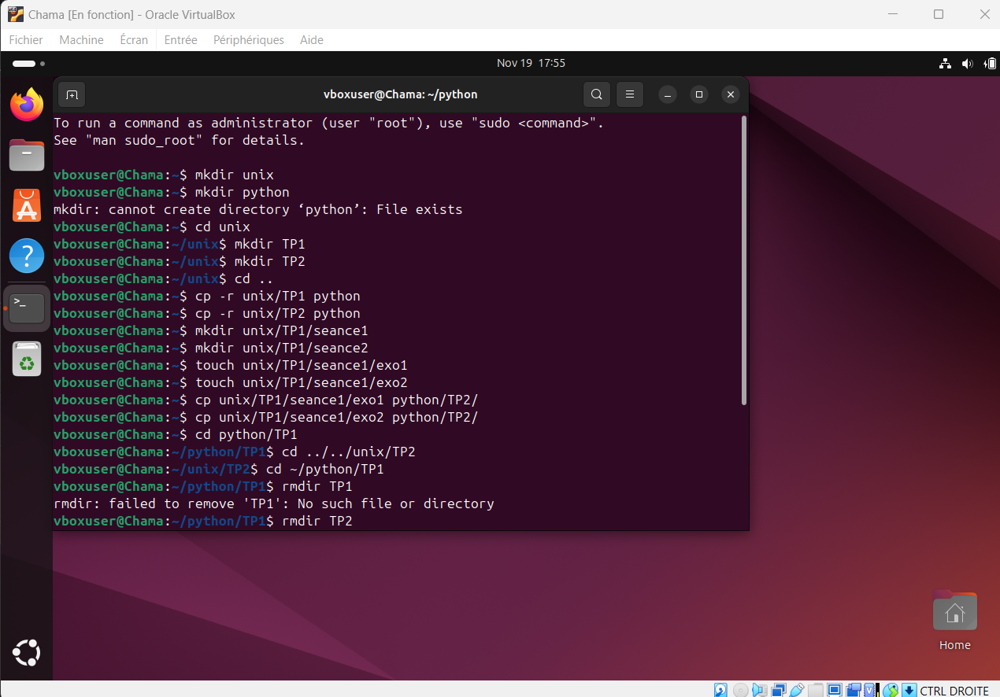 Chama [En fonction] - Oracle VirtualBox
Fichier Machine Écran Entrée Périphériques Aide
Nov 19 17:55
vboxuser@Chama: ~/python
To run a command as administrator (user "root"), use "sudo <command>".
See "man sudo_root" for details.
vboxuser@Chama:~$ mkdir unix
vboxuser@Chama:~$ mkdir python
mkdir: cannot create directory ‘python’: File exists
vboxuser@Chama:~$ cd unix
vboxuser@Chama:~/unix$ mkdir TP1
vboxuser@Chama:~/unix$ mkdir TP2
vboxuser@Chama:~/unix$ cd ..
vboxuser@Chama:~$ cp -r unix/TP1 python
vboxuser@Chama:~$ cp -r unix/TP2 python
vboxuser@Chama:~$ mkdir unix/TP1/seance1
vboxuser@Chama:~$ mkdir unix/TP1/seance2
vboxuser@Chama:~$ touch unix/TP1/seance1/exo1
vboxuser@Chama:~$ touch unix/TP1/seance1/exo2
vboxuser@Chama:~$ cp unix/TP1/seance1/exo1 python/TP2/
vboxuser@Chama:~$ cp unix/TP1/seance1/exo2 python/TP2/
vboxuser@Chama:~$ cd python/TP1
vboxuser@Chama:~/python/TP1$ cd ../../unix/TP2
vboxuser@Chama:~/unix/TP2$ cd ~/python/TP1
vboxuser@Chama:~/python/TP1$ rmdir TP1
rmdir: failed to remove 'TP1': No such file or directory
vboxuser@Chama:~/python/TP1$ rmdir TP2
Home
CTRL DROITE